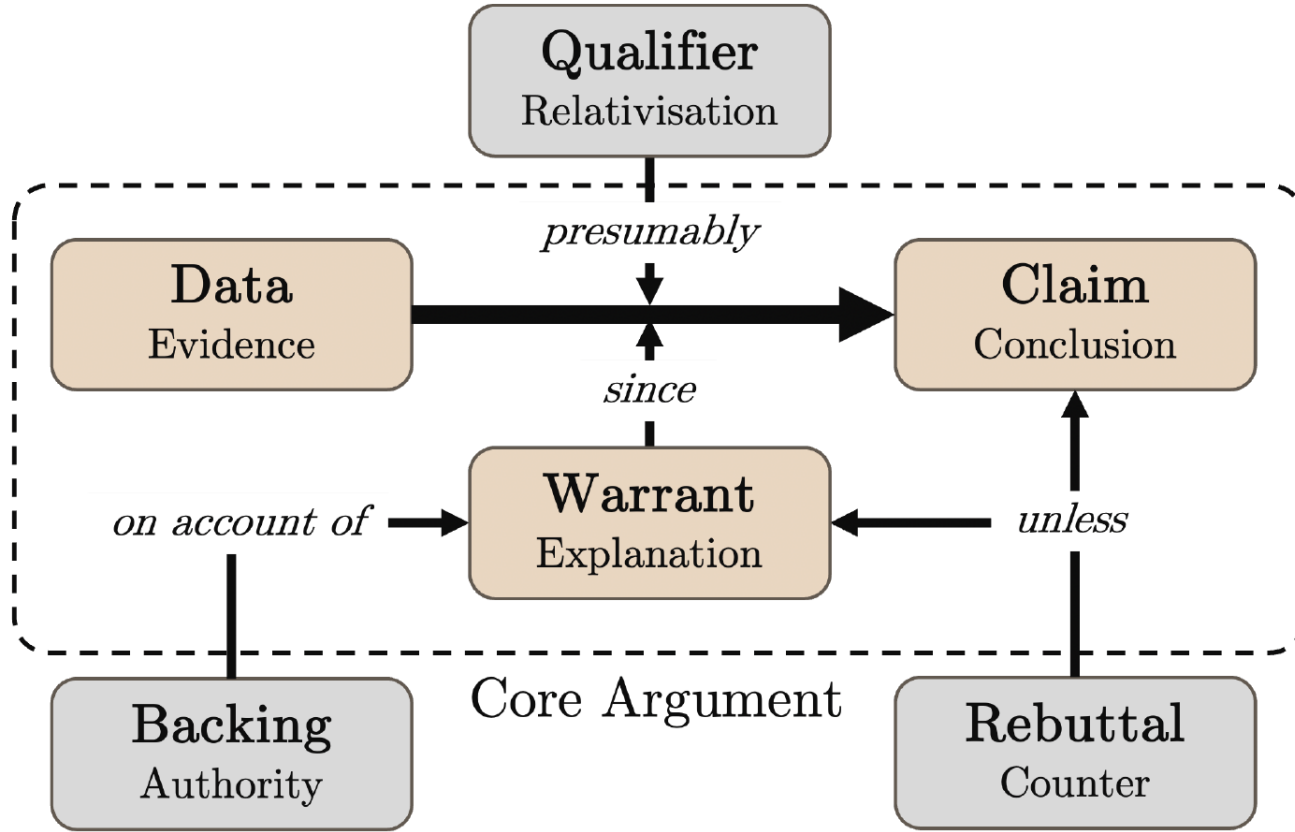 Qualifier
Relativisation
presumably
Data
Evidence
Claim
Conclusion
since
Warrant
Explanation
on account of
unless
Core Argument
Backing
Authority
Rebuttal
Counter